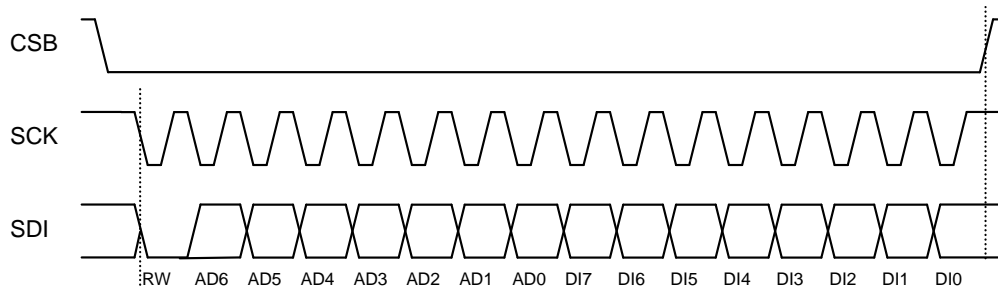 CSB
SCK
SDI
RW AD6 AD5 AD4 AD3 AD2 AD1 AD0 DI7 DI6 DI5 DI4 DI3 DI2 DI1 DI0